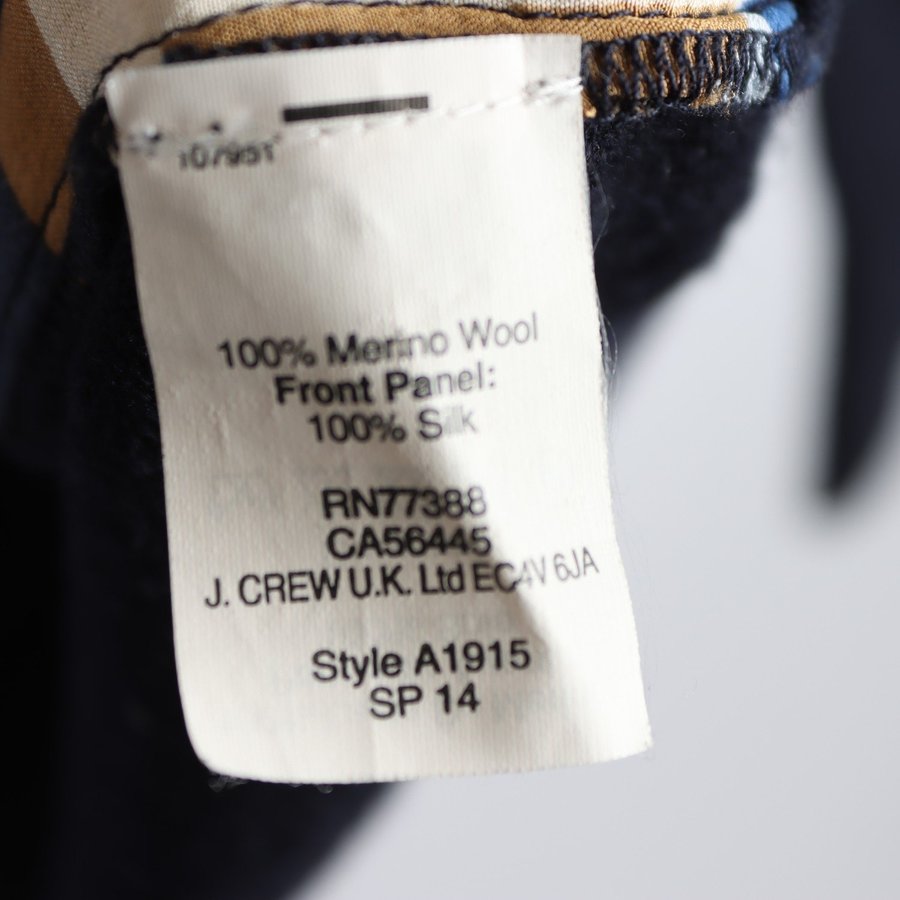 107951
100% Merino Wool
Front Panel:
100% Silk
RN77388
CA56445
J. CREW U.K. Ltd EC4V 6JA
Style A1915
SP 14